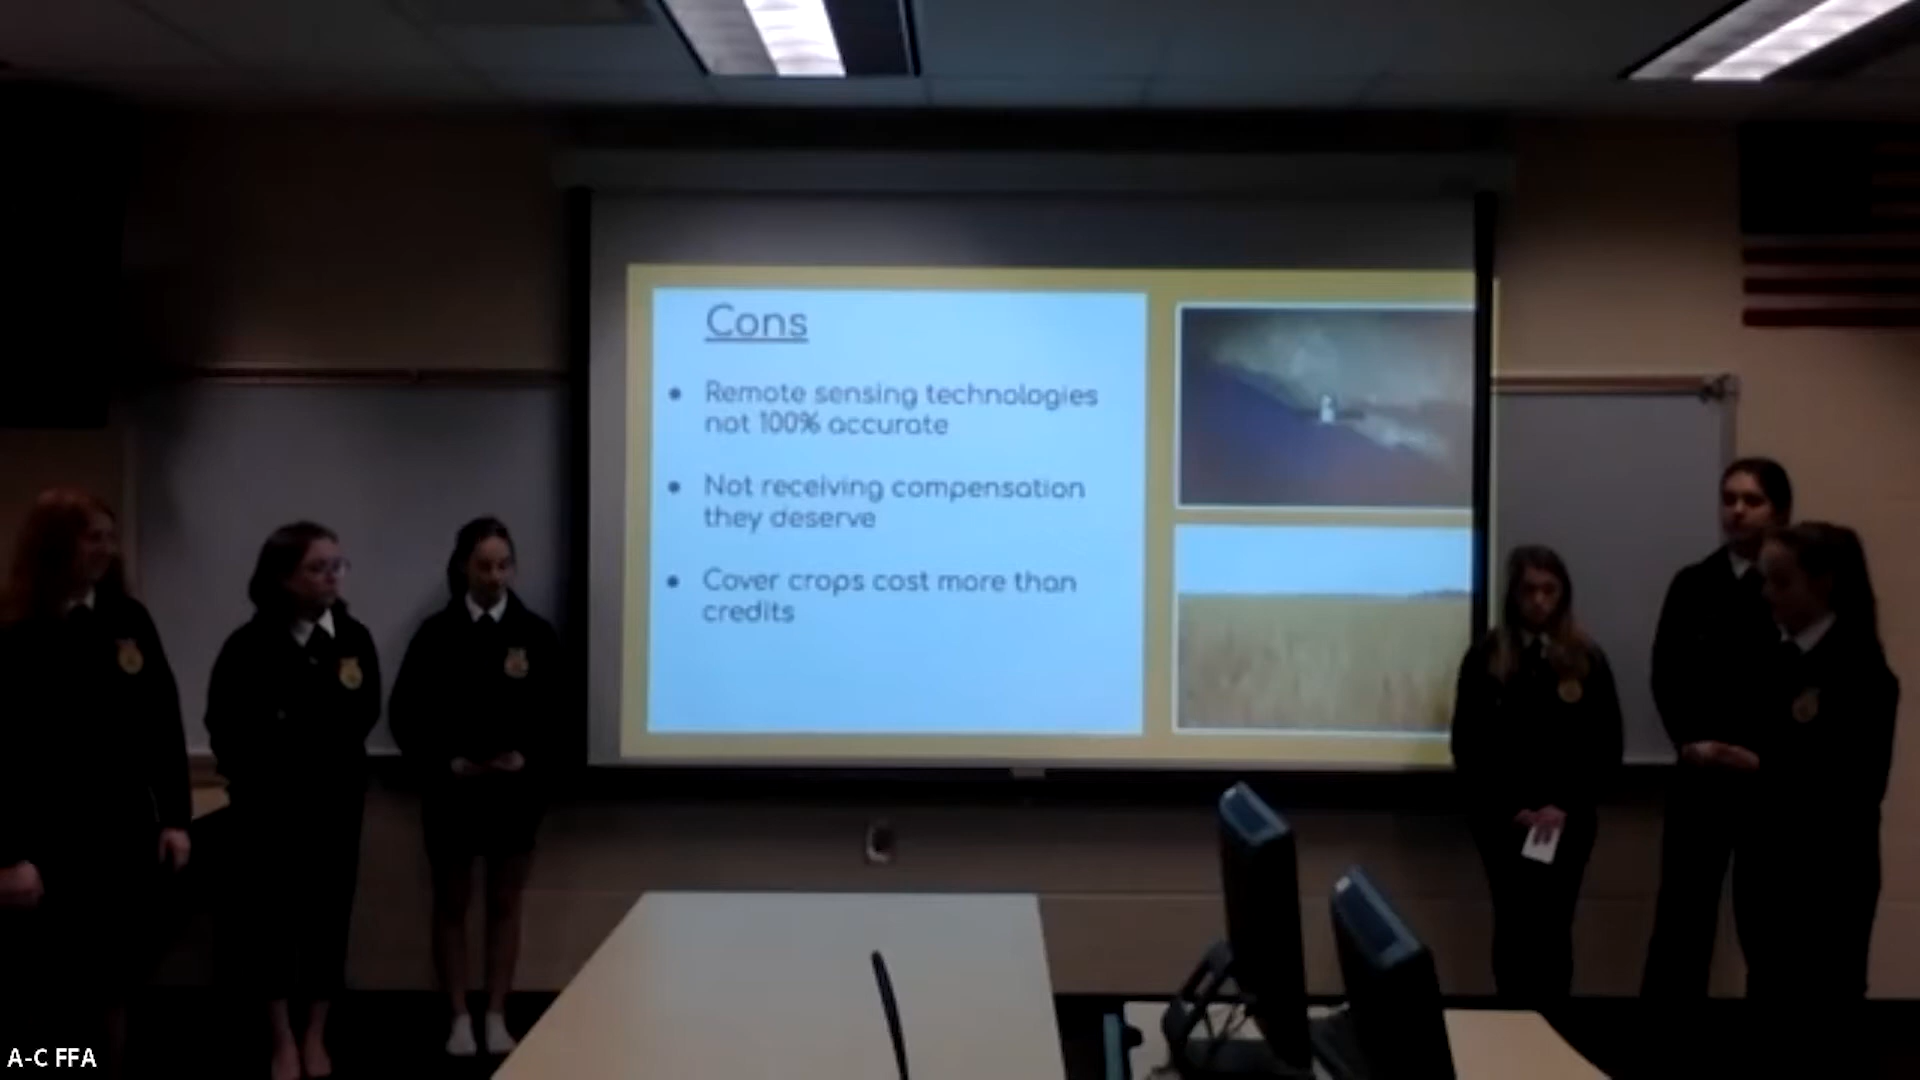 Cons
● Remote sensing technologies
not 100% accurate
● Not receiving compensation
they deserve
● Cover crops cost more than
credits
A-C FFA